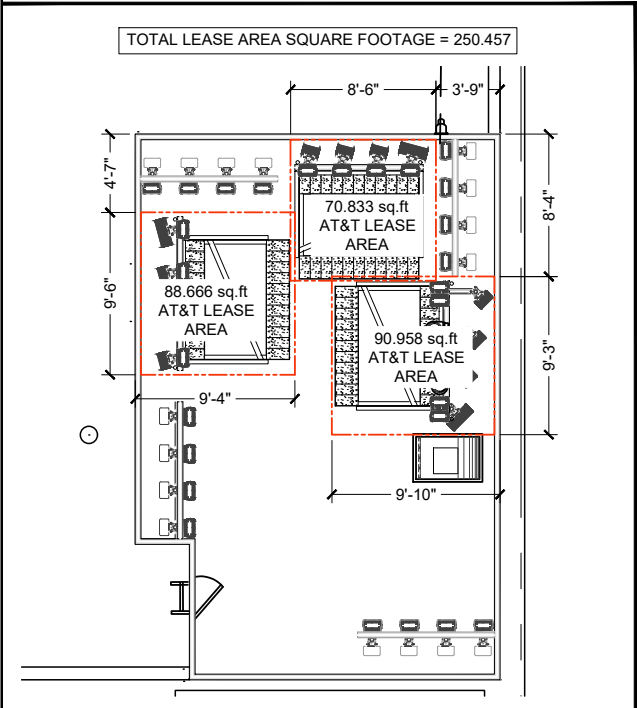 TOTAL LEASE AREA SQUARE FOOTAGE = 250.457
8'-6"
3'-9"
4'-7"
8'-4"
70.833 sq.ft
AT&T LEASE
AREA
9'-6"
88.666 sq.ft
AT&T LEASE
AREA
90.958 sq.ft
AT&T LEASE
AREA
9'-3"
9'-4"
9'-10"